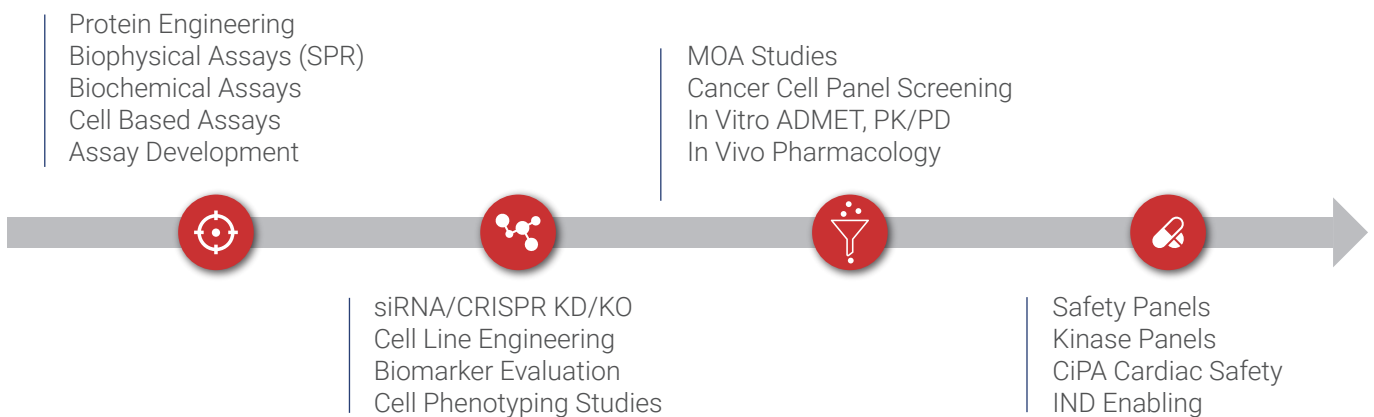 Protein Engineering
Biophysical Assays (SPR)
Biochemical Assays
Cell Based Assays
Assay Development
siRNA/CRISPR KD/KO
Cell Line Engineering
Biomarker Evaluation
Cell Phenotyping Studies
MOA Studies
Cancer Cell Panel Screening
In Vitro ADMET, PK/PD
In Vivo Pharmacology
Safety Panels
Kinase Panels
CiPA Cardiac Safety
IND Enabling